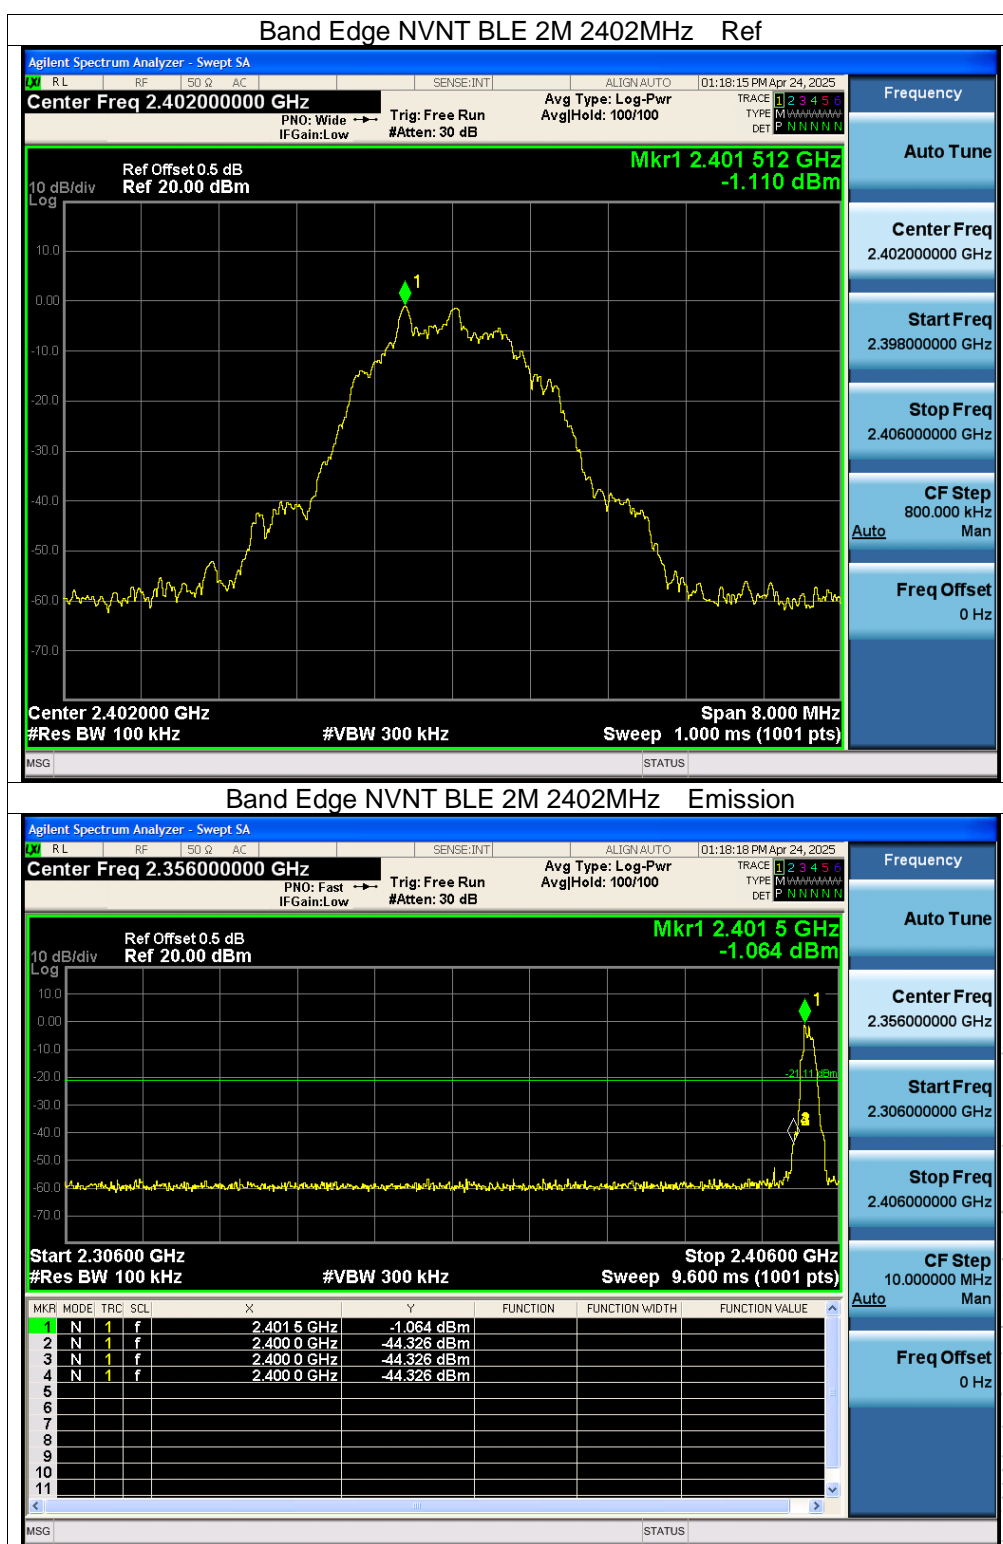 Band Edge NVNT BLE 2M 2402MHz Ref
Agilent Spectrum Analyzer - Swept SA
LXI RL RF 50 Ω AC SENSE:INT ALIGN AUTO 01:18:15 PM Apr 24, 2025
Center Freq 2.402000000 GHz
PNO: Wide
IFGain:Low
Trig: Free Run
#Atten: 30 dB
Avg Type: Log-Pwr
Avg|Hold: 100/100
TRACE 1 2 3 4 5 6
TYPE MWWWWW
DET P N N N N N
Frequency
Auto Tune
Center Freq
2.402000000 GHz
Start Freq
2.398000000 GHz
Stop Freq
2.406000000 GHz
CF Step
800.000 kHz
Auto Man
Freq Offset
0 Hz
Mkr1 2.401 512 GHz
-1.110 dBm
Ref Offset 0.5 dB
10 dB/div Ref 20.00 dBm
Log
10.0
0.00
-10.0
-20.0
-30.0
-40.0
-50.0
-60.0
-70.0
1
Center 2.402000 GHz Span 8.000 MHz
#Res BW 100 kHz #VBW 300 kHz Sweep 1.000 ms (1001 pts)
MSG STATUS
Band Edge NVNT BLE 2M 2402MHz Emission
Agilent Spectrum Analyzer - Swept SA
LXI RL RF 50 Ω AC SENSE:INT ALIGN AUTO 01:18:18 PM Apr 24, 2025
Center Freq 2.356000000 GHz
PNO: Fast
IFGain:Low
Trig: Free Run
#Atten: 30 dB
Avg Type: Log-Pwr
Avg|Hold: 100/100
TRACE 1 2 3 4 5 6
TYPE MWWWWW
DET P N N N N N
Frequency
Auto Tune
Center Freq
2.356000000 GHz
Start Freq
2.306000000 GHz
Stop Freq
2.406000000 GHz
CF Step
10.000000 MHz
Auto Man
Freq Offset
0 Hz
Mkr1 2.401 5 GHz
-1.064 dBm
Ref Offset 0.5 dB
10 dB/div Ref 20.00 dBm
Log
10.0
0.00
-10.0
-20.0
-30.0
-40.0
-50.0
-60.0
-70.0
1
-21.11 dBm
Start 2.30600 GHz Stop 2.40600 GHz
#Res BW 100 kHz #VBW 300 kHz Sweep 9.600 ms (1001 pts)
MKR MODE TRC SCL X Y FUNCTION FUNCTION WIDTH FUNCTION VALUE
1 N 1 f 2.401 5 GHz -1.064 dBm
2 N 1 f 2.400 0 GHz -44.326 dBm
3 N 1 f 2.400 0 GHz -44.326 dBm
4 N 1 f 2.400 0 GHz -44.326 dBm
5
6
7
8
9
10
11
MSG STATUS